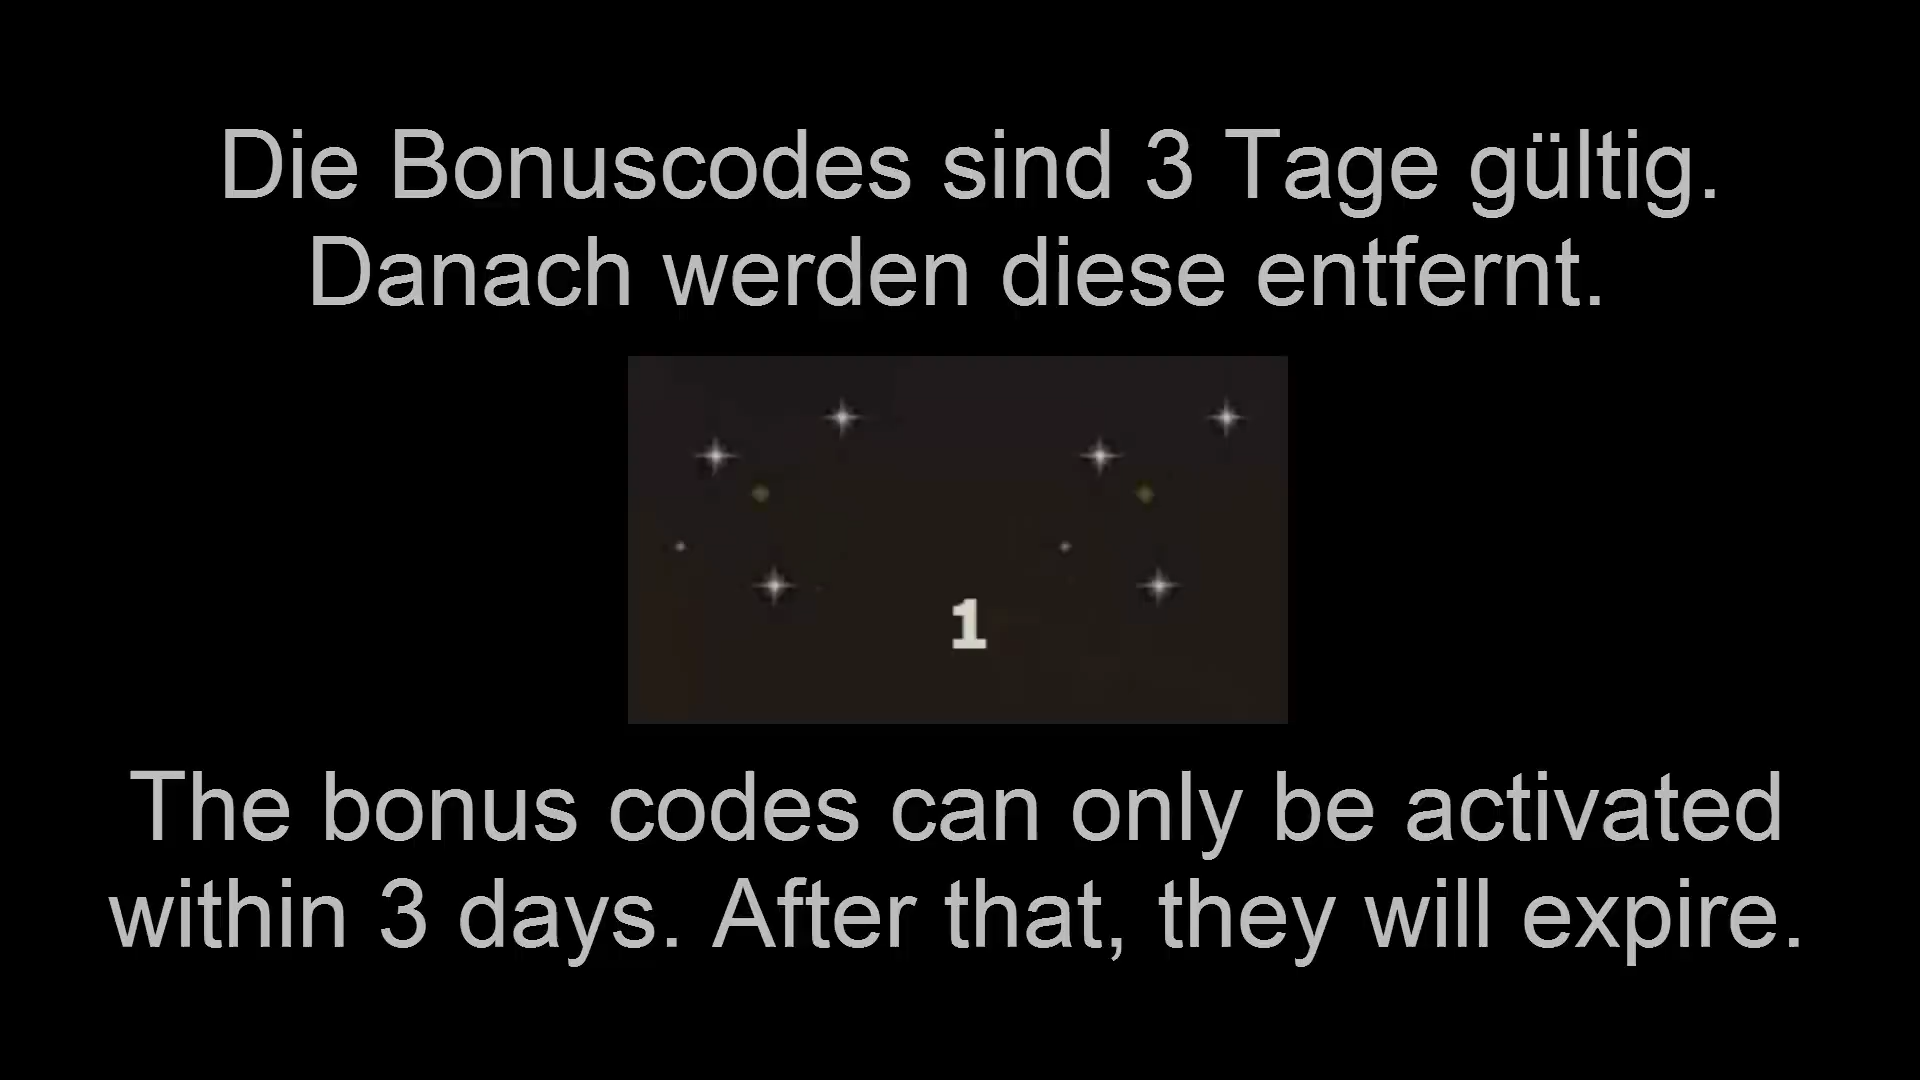 Die Bonuscodes sind 3 Tage gültig.
Danach werden diese entfernt.
1
The bonus codes can only be activated
within 3 days. After that, they will expire.